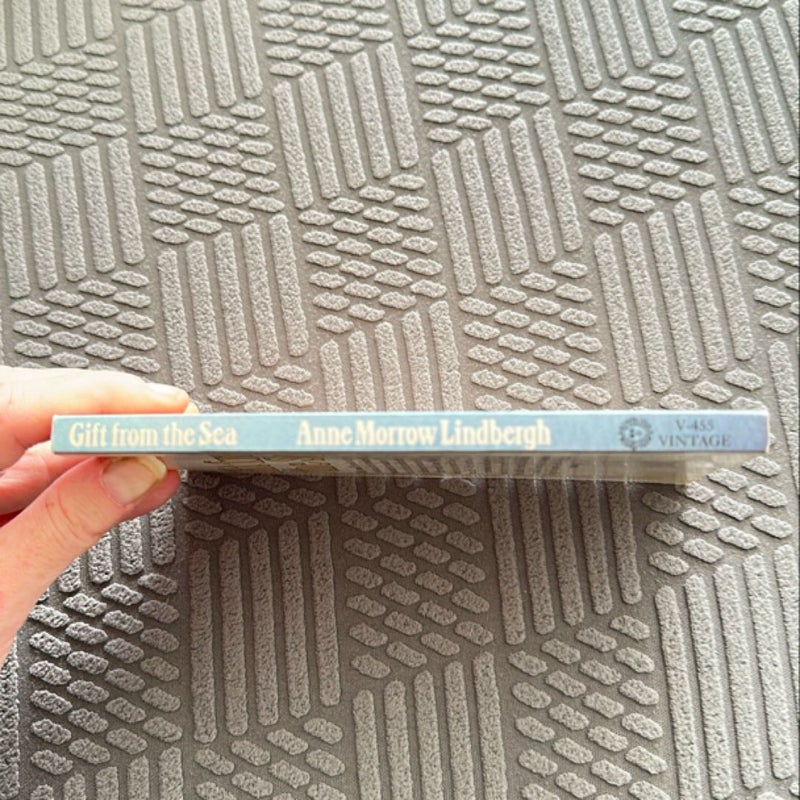 Gift from the Sea
Anne Morrow Lindbergh
V-455
VINTAGE